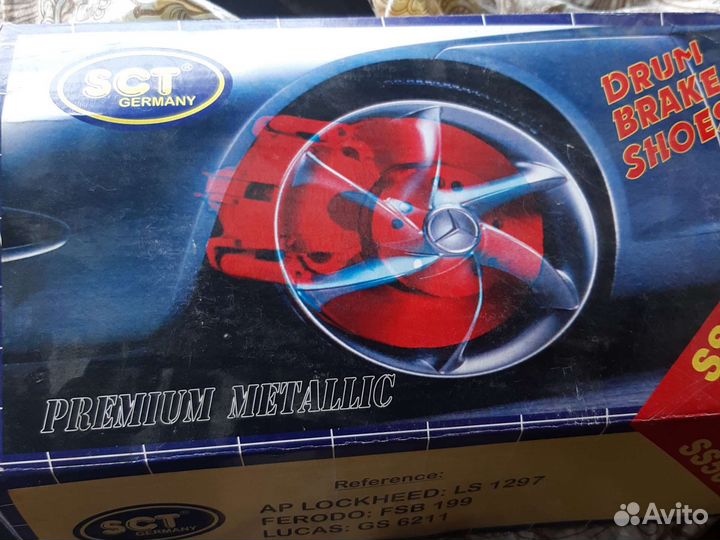 SCT
GERMANY
DRUM
BRAKE
SHOE
PREMIUM METALLIC
SCT
GERMANY
Reference:
AP LOCKHEED: LS 1297
FERODO: FSB 199
LUCAS: GS 6211
Avito